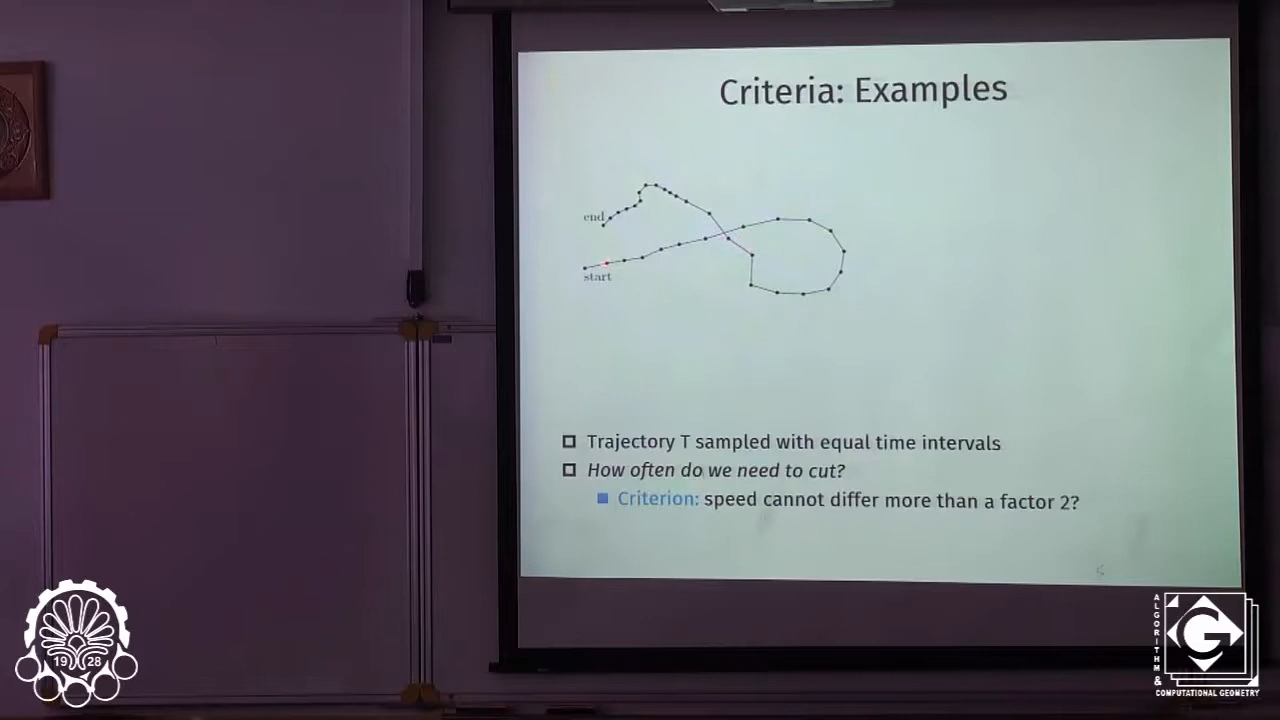 Criteria: Examples
end
start
Trajectory T sampled with equal time intervals
How often do we need to cut?
Criterion: speed cannot differ more than a factor 2?
5
19 28
ALGORITHM &
G
COMPUTATIONAL GEOMETRY